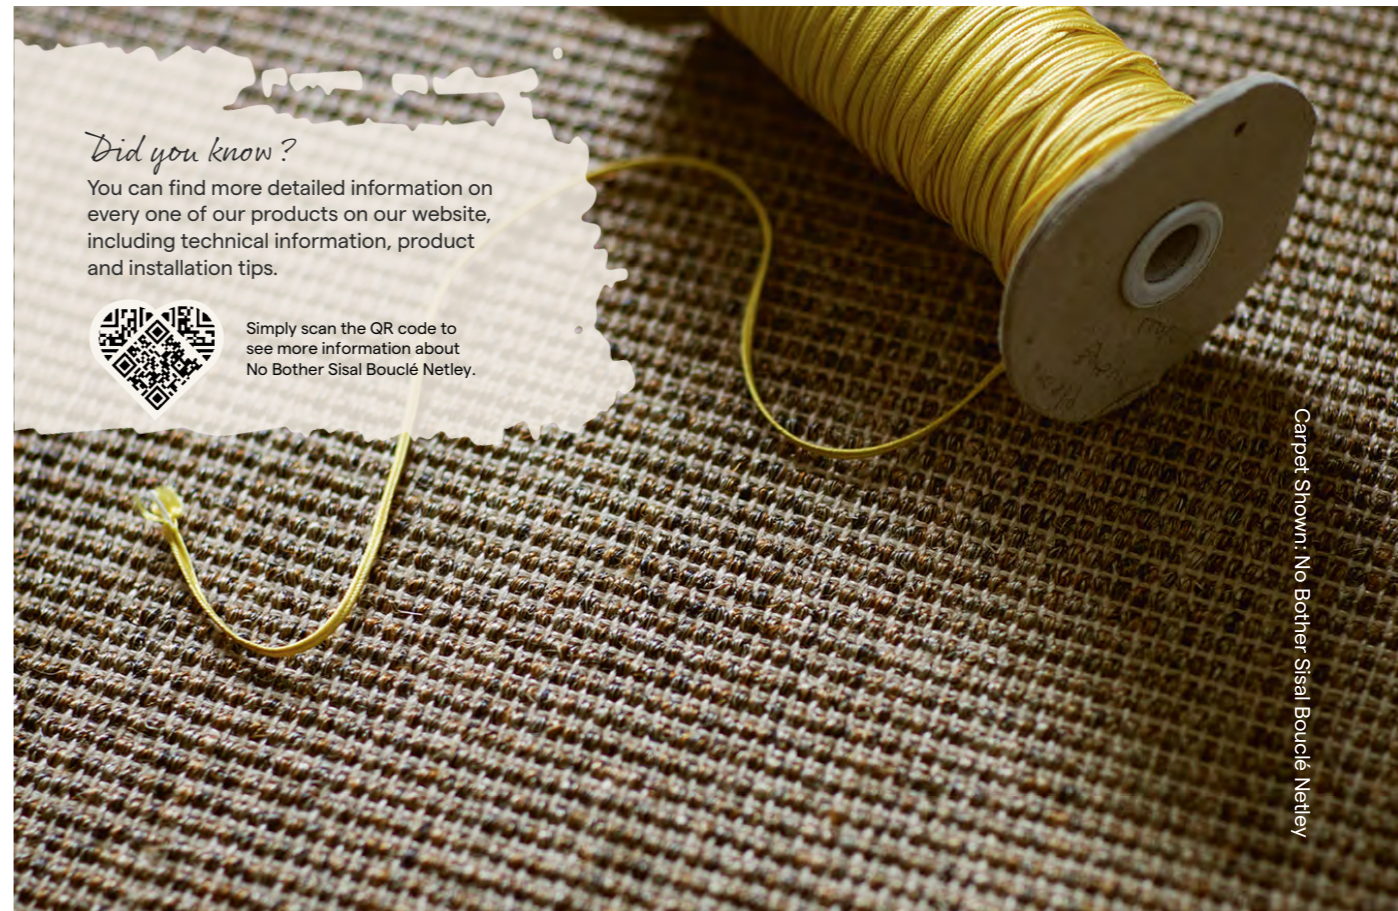 Did you know?
You can find more detailed information on
every one of our products on our website,
including technical information, product
and installation tips.
Simply scan the QR code to
see more information about
No Bother Sisal Bouclé Netley.
Carpet Shown: No Bother Sisal Bouclé Netley